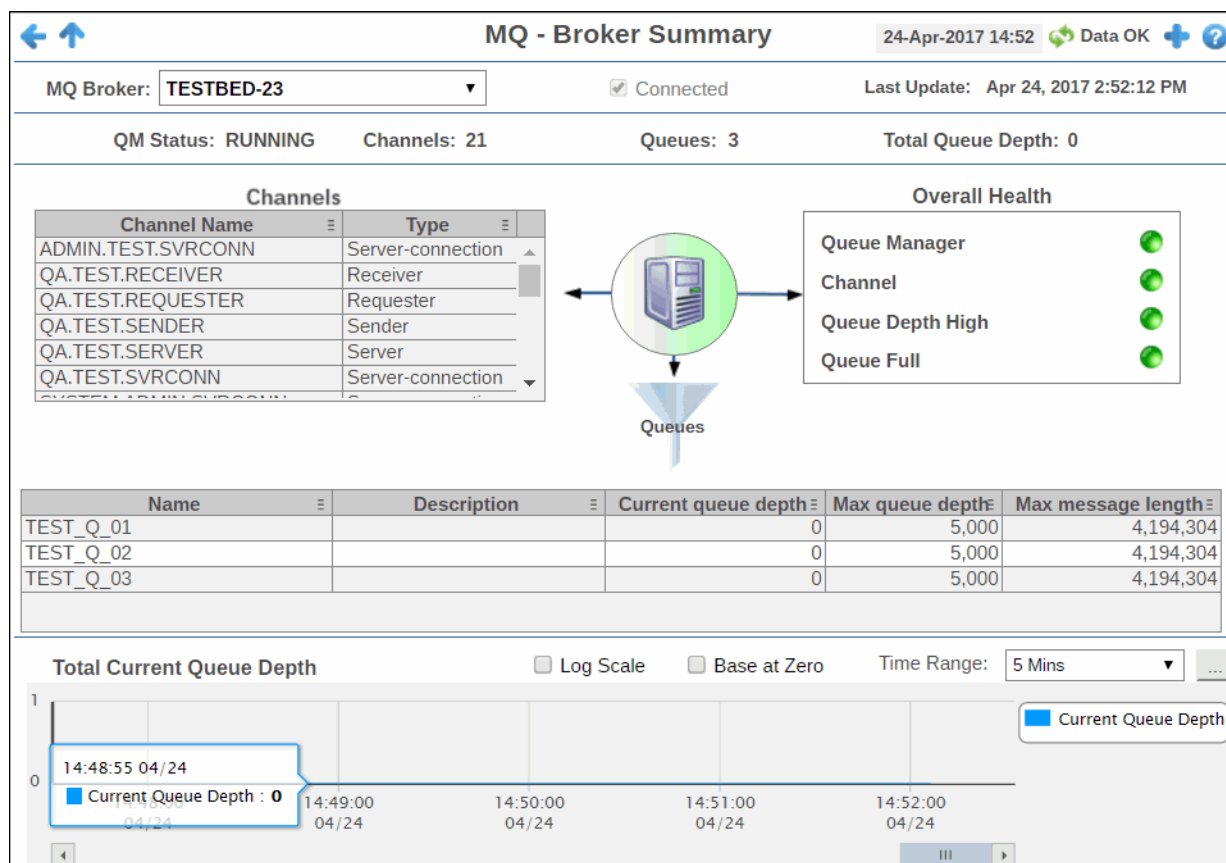 MQ - Broker Summary 24-Apr-2017 14:52 Data OK ?
MQ Broker: TESTBED-23 Connected Last Update: Apr 24, 2017 2:52:12 PM
QM Status: RUNNING Channels: 21 Queues: 3 Total Queue Depth: 0
Channels
Channel Name Type
ADMIN.TEST.SVRCONN Server-connection
QA.TEST.RECEIVER Receiver
QA.TEST.REQUESTER Requester
QA.TEST.SENDER Sender
QA.TEST.SERVER Server
QA.TEST.SVRCONN Server-connection
Overall Health
Queue Manager
Channel
Queue Depth High
Queue Full
Queues
Name Description Current queue depth Max queue depth Max message length
TEST_Q_01 0 5,000 4,194,304
TEST_Q_02 0 5,000 4,194,304
TEST_Q_03 0 5,000 4,194,304
Total Current Queue Depth Log Scale Base at Zero Time Range: 5 Mins ...
1
0
14:48:55 04/24
Current Queue Depth : 0
14:48:00 14:49:00 14:50:00 14:51:00 14:52:00
04/24 04/24 04/24 04/24 04/24
Current Queue Depth